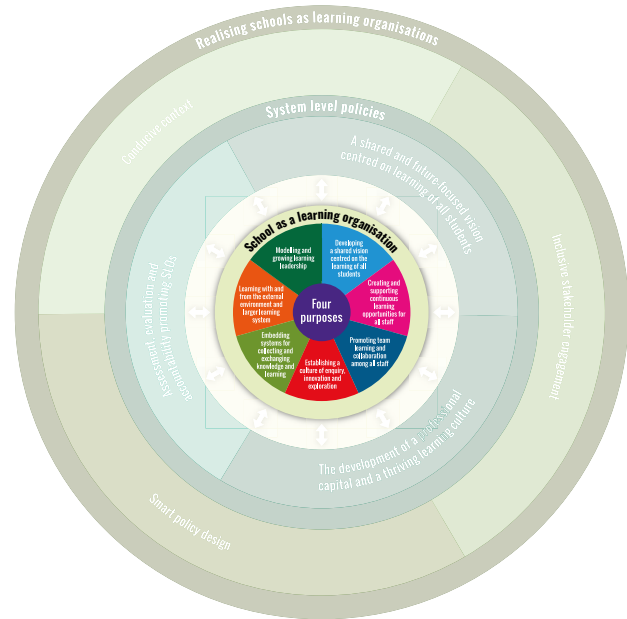 Realising schools as learning organisations
Conducive context
System level policies
A shared and future focused vision
centred on learning of all students
Inclusive stakeholder engagement
Assessment, evaluation and
accountability promoting SLOs
School as a learning organisation
Modelling and
growing learning
leadership
Developing
a shared vision
centred on the
learning of all
students
Learning with and
from the external
environment and
larger learning
system
Creating and
supporting
continuous
learning
opportunities for
all staff
Four
purposes
Embedding
systems for
collecting and
exchanging
knowledge and
learning
Promoting team
learning and
collaboration
among all staff
Establishing a
culture of enquiry,
innovation and
exploration
The development of a professional
capital and a thriving learning culture
Smart policy design